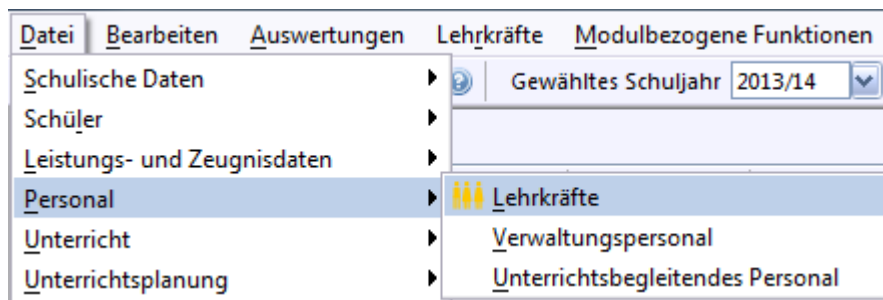 Datei Bearbeiten Auswertungen Lehrkräfte Modulbezogene Funktionen
Schulische Daten
Gewähltes Schuljahr 2013/14
Schüler
Leistungs- und Zeugnisdaten
Personal
Lehrkräfte
Unterricht
Verwaltungspersonal
Unterrichtsplanung
Unterrichtsbegleitendes Personal